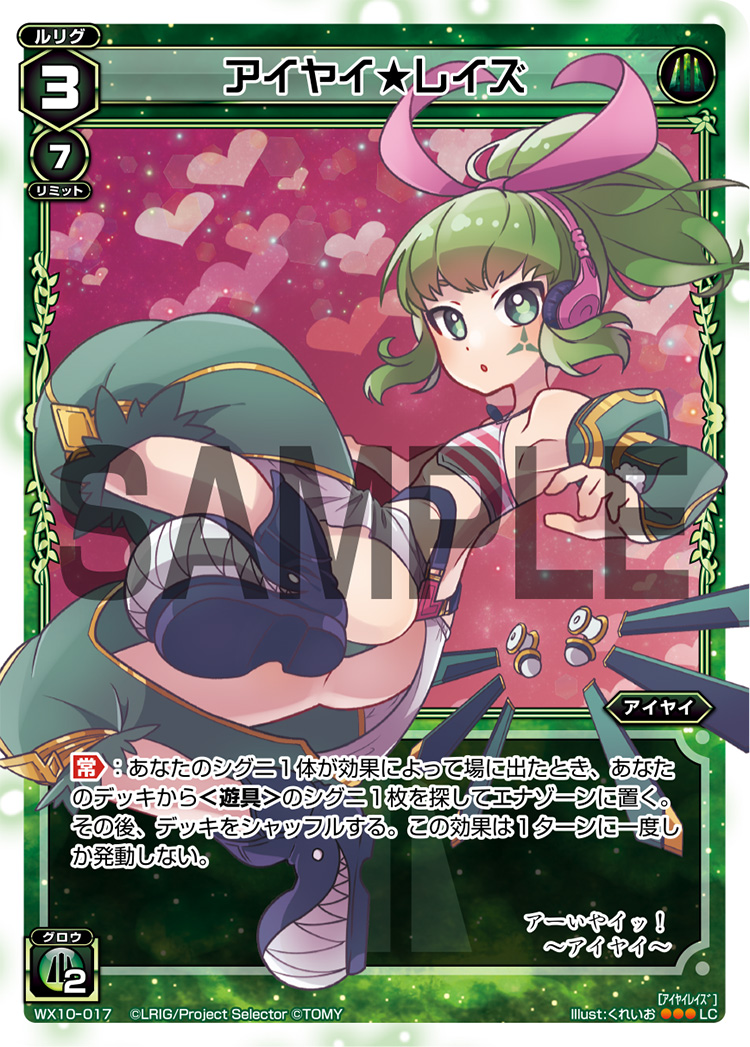 ルリグ
3
アイヤイ★レイズ
7
リミット
SAMPLE
アイヤイ
常：あなたのシグニ１体が効果によって場に出たとき、あなた
のデッキから＜遊具＞のシグニ１枚を探してエナゾーンに置く。
その後、デッキをシャッフルする。この効果は１ターンに一度し
か発動しない。
アーいやイッ！
～アイヤイ～
グロウ
2
[アイヤイレイズ]
WX10-017 ©LRIG/Project Selector ©TOMY Illust:くれいお LC